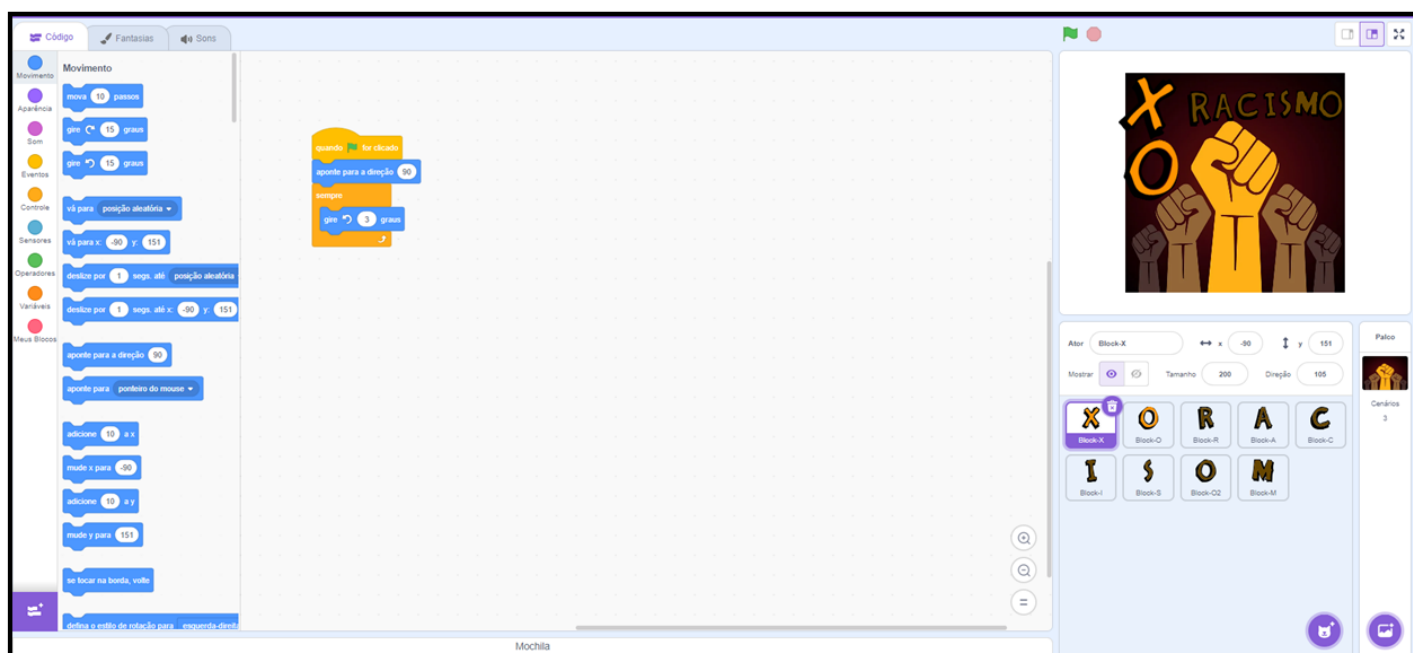 Código
Fantasias
Sons
Movimento
Aparência
Som
Eventos
Controle
Sensores
Operadores
Variáveis
Meus Blocos
Movimento
mova 10 passos
gire 15 graus
gire 15 graus
vá para posição aleatória
vá para x: -90 y: 151
deslize por 1 segs. até posição aleatória
deslize por 1 segs. até x: -90 y: 151
aponte para a direção 90
aponte para ponteiro do mouse
adicione 10 a x
mude x para -90
adicione 10 a y
mude y para 151
se tocar na borda, volte
defina o estilo de rotação para esquerda-direita
quando for clicado
aponte para a direção 90
sempre
gire 3 graus
Mochila
X RACISMO
O
Ator Block-X x -90 y 151
Mostrar Tamanho 200 Direção 105
X O R A C
Block-X Block-O Block-R Block-A Block-C
I S O M
Block-I Block-S Block-O2 Block-M
Palco
Cenários
3